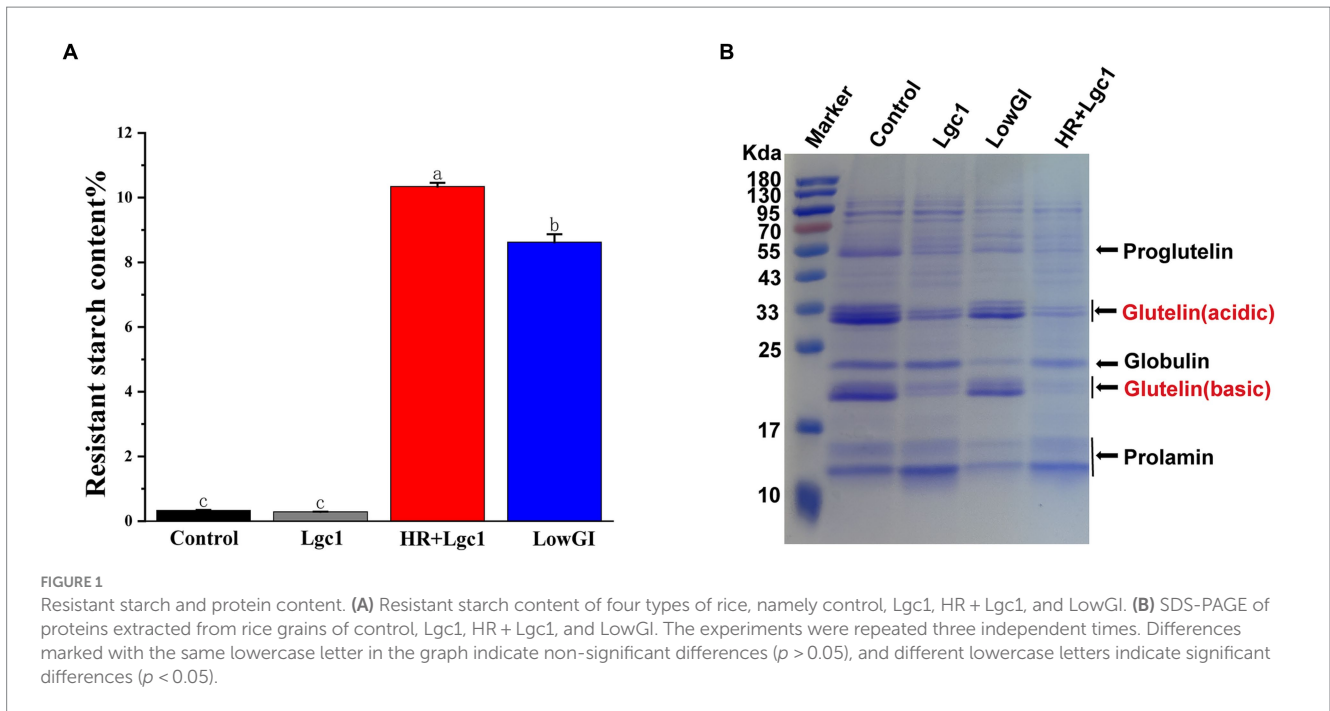 A
Resistant starch content%
12
10
8
6
4
2
0
a
b
c
c
Control Lgc1 HR+Lgc1 LowGI
B
Marker
Control
Lgc1
LowGI
HR+Lgc1
Kda
180
130
95
70
55
43
33
25
17
10
Proglutelin
Glutelin(acidic)
Globulin
Glutelin(basic)
Prolamin
FIGURE 1
Resistant starch and protein content. (A) Resistant starch content of four types of rice, namely control, Lgc1, HR + Lgc1, and LowGI. (B) SDS-PAGE of
proteins extracted from rice grains of control, Lgc1, HR + Lgc1, and LowGI. The experiments were repeated three independent times. Differences
marked with the same lowercase letter in the graph indicate non-significant differences (p > 0.05), and different lowercase letters indicate significant
differences (p < 0.05).